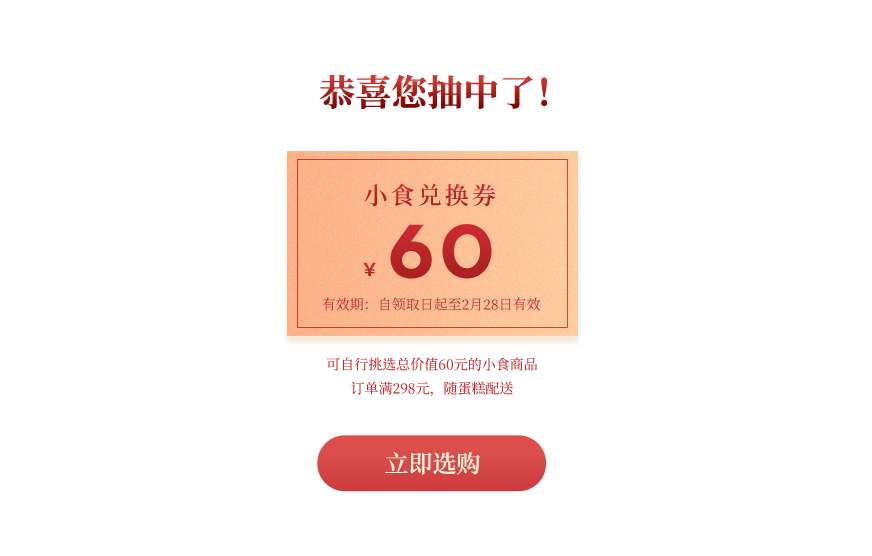 恭喜您抽中了!
小食兑换券
¥60
有效期：自领取日起至2月28日有效
可自行挑选总价值60元的小食商品
订单满298元，随蛋糕配送
立即选购